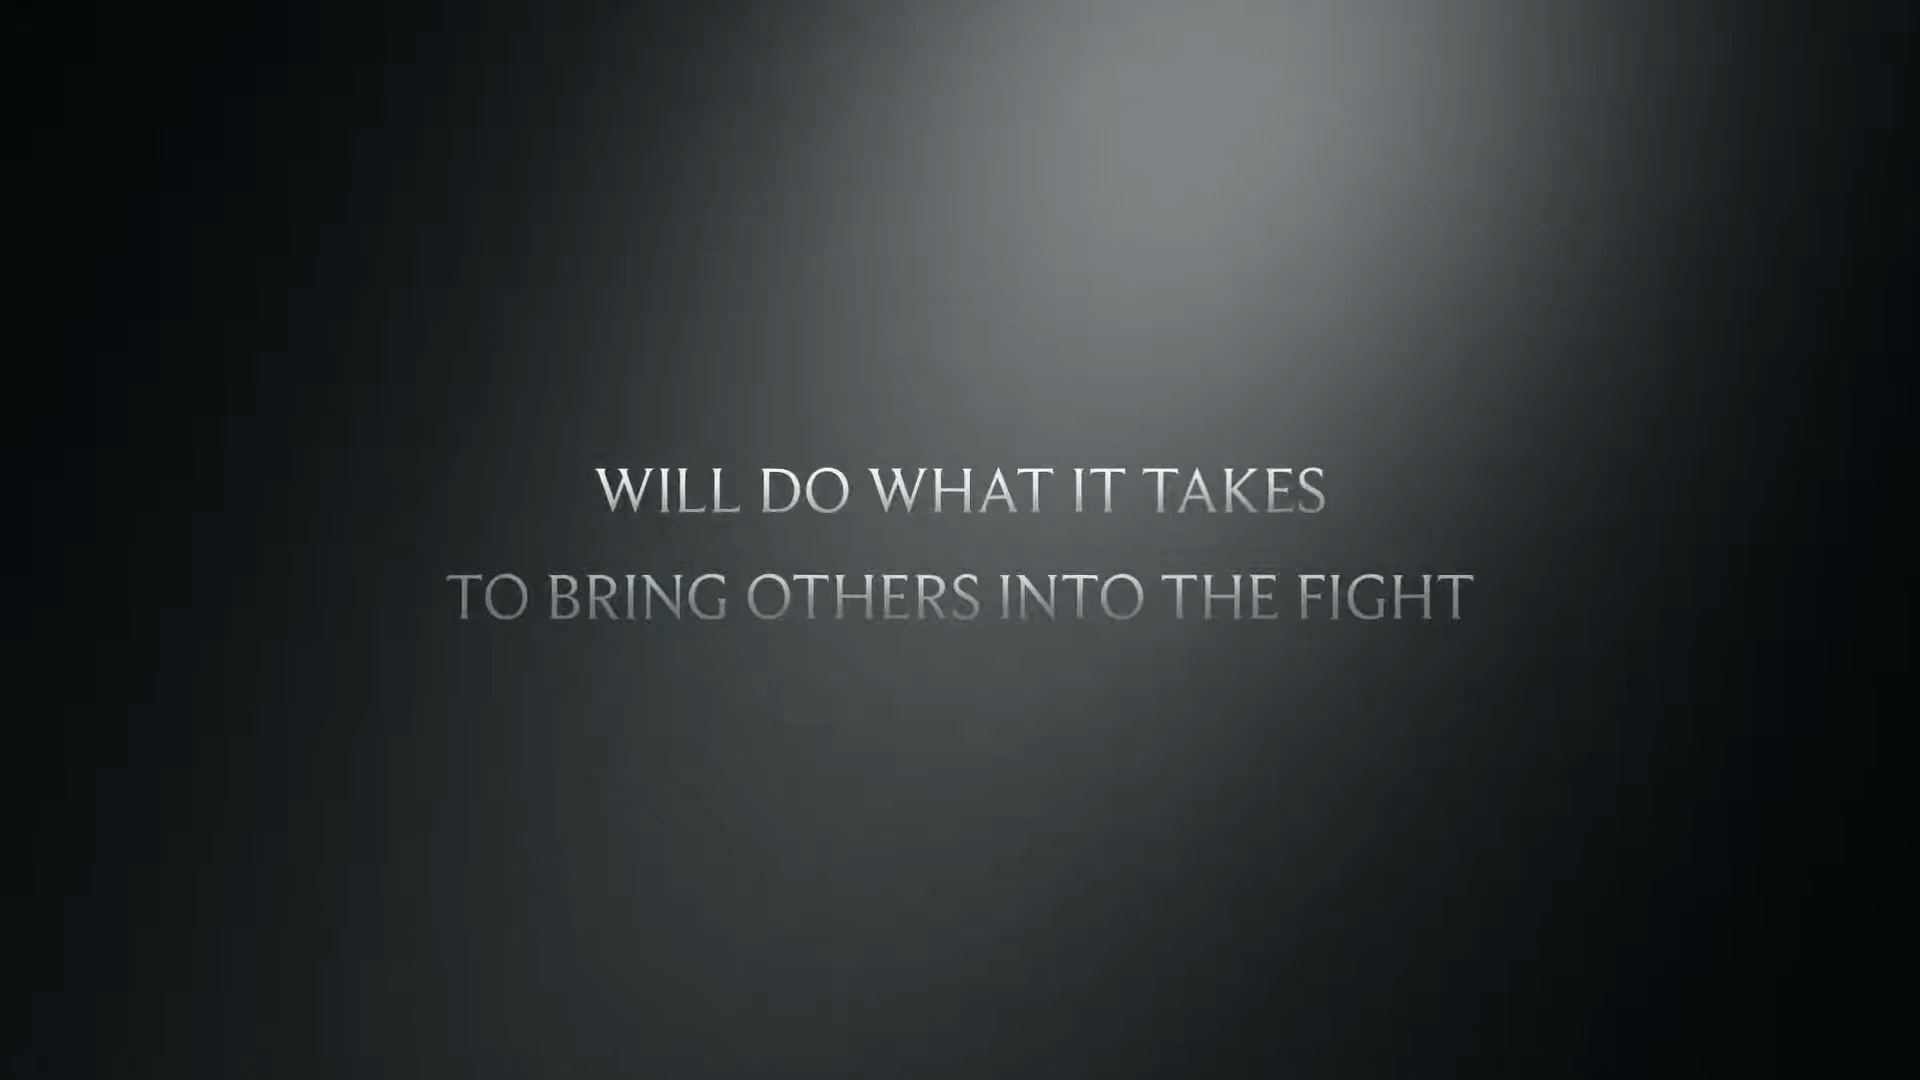 WILL DO WHAT IT TAKES
TO BRING OTHERS INTO THE FIGHT